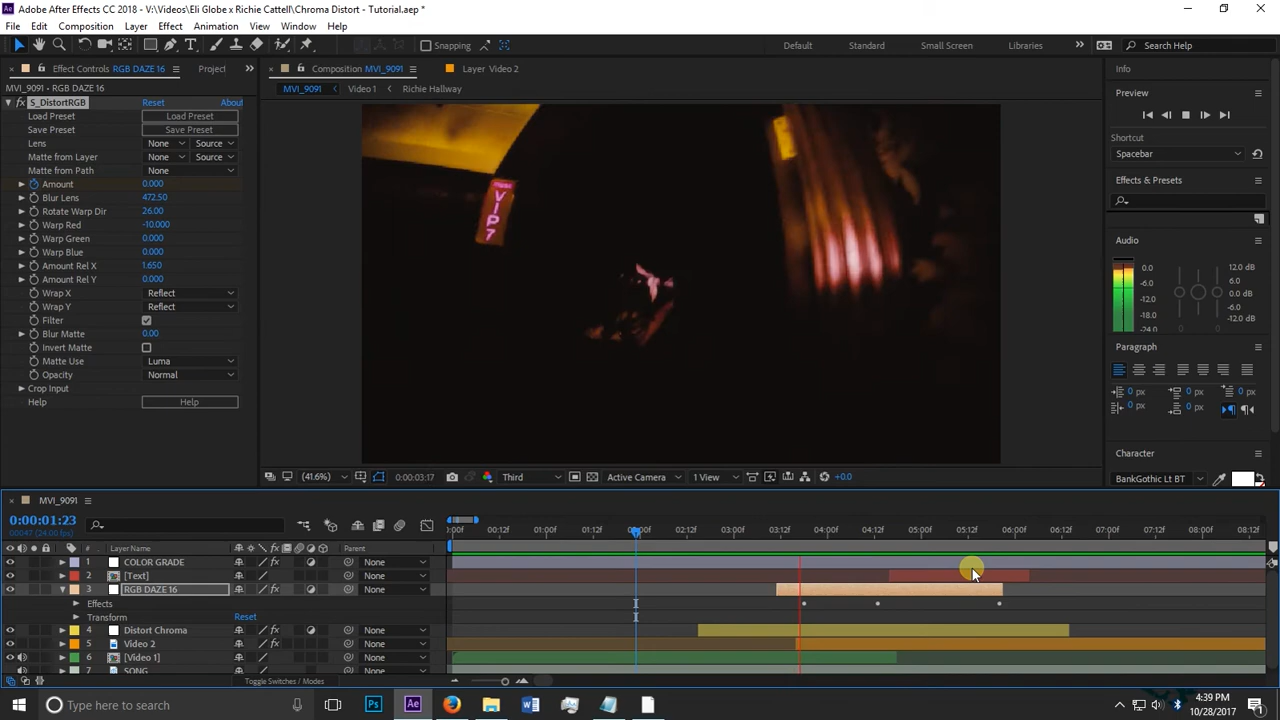 Adobe After Effects CC 2018 - V:\Videos\Eli Globe x Richie Cattell\Chroma Distort - Tutorial.aep *
File Edit Composition Layer Effect Animation View Window Help
Snapping Default Standard Small Screen Libraries Search Help
Effect Controls RGB DAZE 16 Project Composition MVI_9091 Layer Video 2 Info
MVI_9091 • RGB DAZE 16 MVI_9091 Video 1 Richie Hallway Preview
S_DistortRGB Reset About
Load Preset Load Preset
Save Preset Save Preset
Lens None Source
Matte from Layer None Source
Matte from Path None
Amount 0.000
Blur Lens 472.50
Rotate Warp Dir 26.00
Warp Red -10.000
Warp Green 0.000
Warp Blue 0.000
Amount Rel X 1.650
Amount Rel Y 0.000
Wrap X Reflect
Wrap Y Reflect
Filter
Blur Matte 0.00
Invert Matte
Matte Use Luma
Opacity Normal
Crop Input
Help Help
VIP7
Shortcut
Spacebar
Effects & Presets
Audio
0.0 12.0 dB
-6.0 6.0 dB
-12.0 0.0 dB
-18.0 -6.0 dB
-24.0 -12.0 dB
Paragraph
0 px 0 px
0 px 0 px
Character
BankGothic Lt BT
(41.6%) 0:00:03:17 Third Active Camera 1 View +0.0
MVI_9091
0:00:01:23
00047 (24.00 fps)
:00f 00:12f 01:00f 01:12f 02:00f 02:12f 03:00f 03:12f 04:00f 04:12f 05:00f 05:12f 06:00f 06:12f 07:00f 07:12f 08:00f 08:12f
# Layer Name Parent
1 COLOR GRADE None
2 [Text] None
3 RGB DAZE 16 None
Effects
Transform Reset
4 Distort Chroma None
5 Video 2 None
6 [Video 1] None
7 SONG None
Toggle Switches / Modes
Type here to search
4:39 PM
10/28/2017